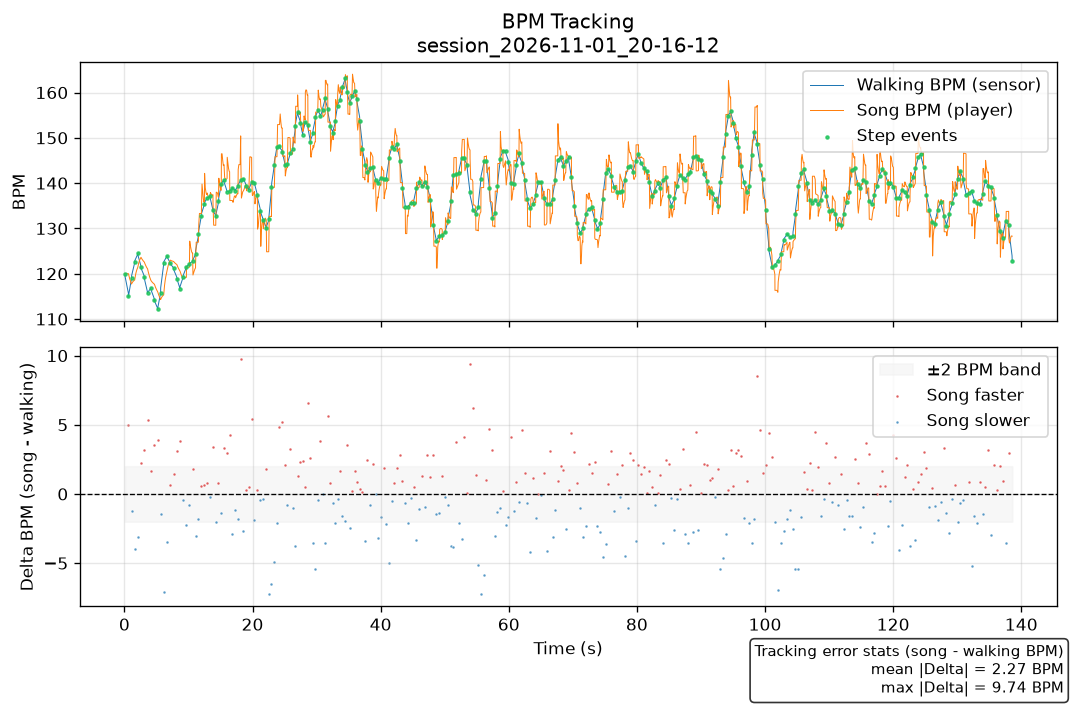 BPM Tracking
session_2026-11-01_20-16-12
BPM
160
150
140
130
120
110
Walking BPM (sensor)
Song BPM (player)
Step events
Delta BPM (song - walking)
10
5
0
−5
±2 BPM band
Song faster
Song slower
0
20
40
60
80
100
120
140
Time (s)
Tracking error stats (song - walking BPM)
mean |Delta| = 2.27 BPM
max |Delta| = 9.74 BPM